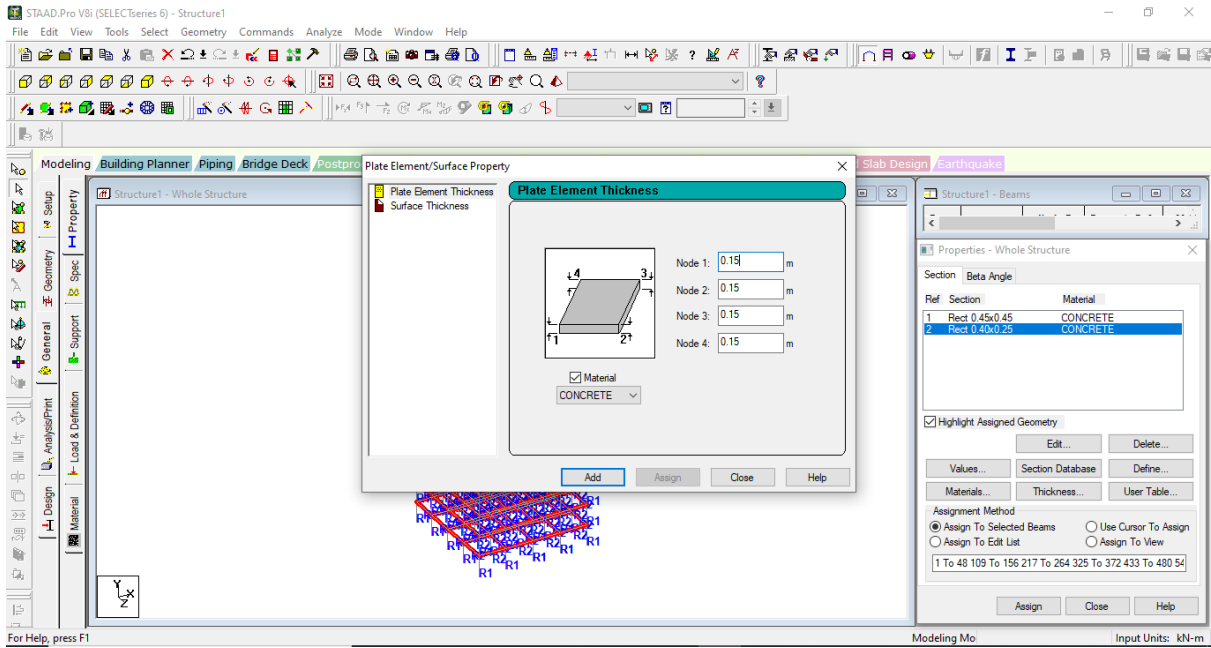 STAAD.Pro V8i (SELECTseries 6) - Structure1
File Edit View Tools Select Geometry Commands Analyze Mode Window Help
Modeling Building Planner Piping Bridge Deck Postpro
Slab Design Earthquake
Setup
Geometry
General
Analysis/Print
Design
Property
Spec
Support
Load & Definition
Material
Structure1 - Whole Structure
Plate Element/Surface Property
Plate Element Thickness
Surface Thickness
Plate Element Thickness
4 3
1 2
Node 1: 0.15 m
Node 2: 0.15 m
Node 3: 0.15 m
Node 4: 0.15 m
Material
CONCRETE
Add Assign Close Help
Structure1 - Beams
Properties - Whole Structure
Section Beta Angle
Ref Section Material
1 Rect 0.45x0.45 CONCRETE
2 Rect 0.40x0.25 CONCRETE
Highlight Assigned Geometry
Edit... Delete...
Values... Section Database Define...
Materials... Thickness... User Table...
Assignment Method
Assign To Selected Beams Use Cursor To Assign
Assign To Edit List Assign To View
1 To 48 109 To 156 217 To 264 325 To 372 433 To 480 54
Assign Close Help
R1
R1
R1
Y
X
Z
For Help, press F1
Modeling Mo
Input Units: kN-m